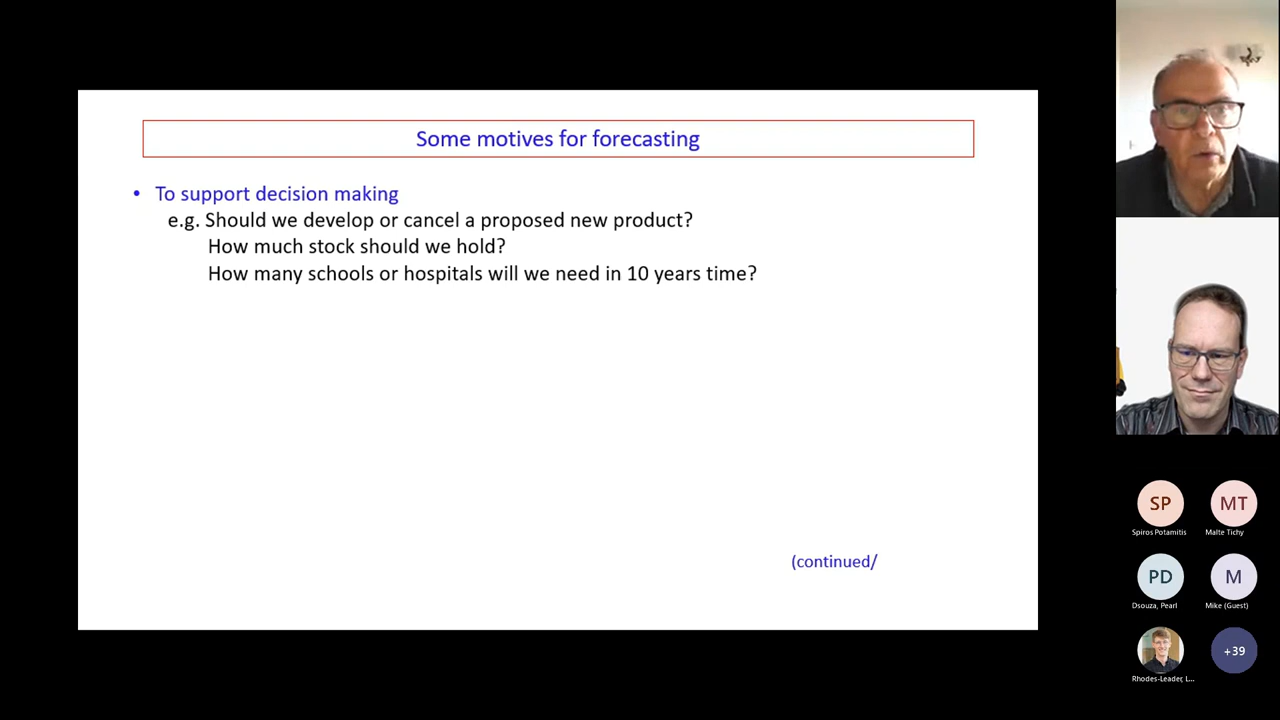 Some motives for forecasting
• To support decision making
e.g. Should we develop or cancel a proposed new product?
How much stock should we hold?
How many schools or hospitals will we need in 10 years time?
(continued/
SP MT
Spiros Potamitis Malte Tichy
PD M
Dsouza, Pearl Mike (Guest)
+39
Rhodes-Leader, L...